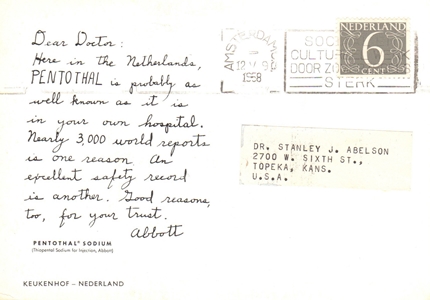 Dear Doctor:
Here in the Netherlands,
PENTOTHAL is probably as
well known as it is
in your own hospital.
Nearly 3,000 world reports
is one reason. An
excellent safety record
is another. Good reasons,
too, for your trust.
Abbott
PENTOTHAL® SODIUM
(Thiopental Sodium for Injection, Abbott)
KEUKENHOF – NEDERLAND
AMSTERDAM
1958
SOC
CULTU
DOOR Z
STERK
NEDERLAND
6
CENT
DR. STANLEY J. ABELSON
2700 W. SIXTH ST.,
TOPEKA, KANS.
U.S.A.